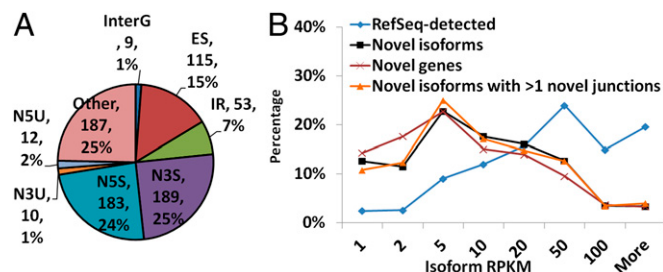 A
InterG
, 9,
1%
ES,
115,
15%
IR, 53,
7%
N3S,
189,
25%
N5S,
183,
24%
N3U,
10,
1%
N5U,
12,
2%
Other,
187,
25%
B
RefSeq-detected
Novel isoforms
Novel genes
Novel isoforms with >1 novel junctions
Percentage
40%
30%
20%
10%
0%
1 2 5 10 20 50 100 More
Isoform RPKM